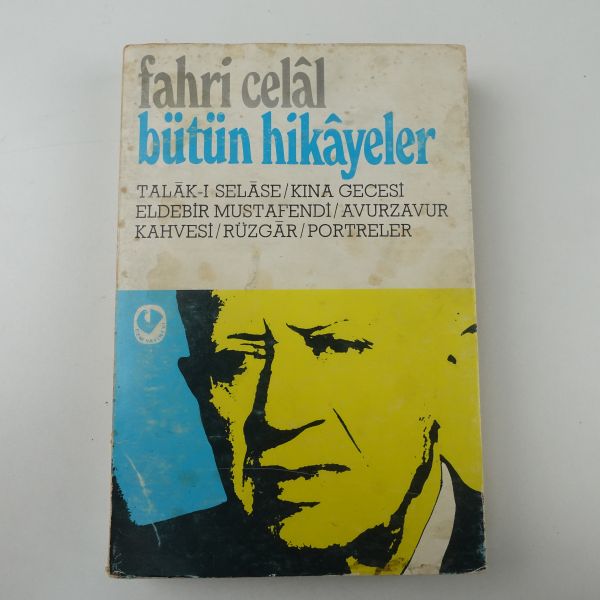 fahri celâl
bütün hikâyeler
TALÂK-I SELÂSE/KINA GECESİ
ELDEBİR MUSTAFENDİ/AVURZAVUR
KAHVESİ/RÜZGÂR/PORTRELER